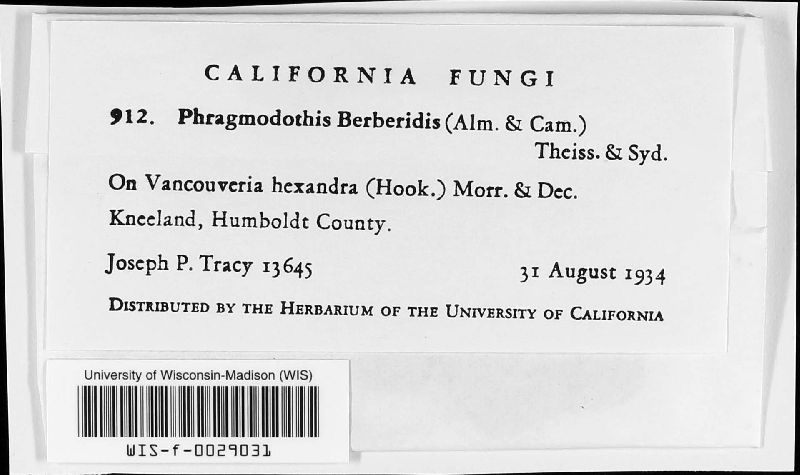 CALIFORNIA FUNGI
912. Phragmodothis Berberidis (Alm. & Cam.)
Theiss. & Syd.
On Vancouveria hexandra (Hook.) Morr. & Dec.
Kneeland, Humboldt County.
Joseph P. Tracy 13645 31 August 1934
DISTRIBUTED BY THE HERBARIUM OF THE UNIVERSITY OF CALIFORNIA
University of Wisconsin-Madison (WIS)
WIS-f-0029031